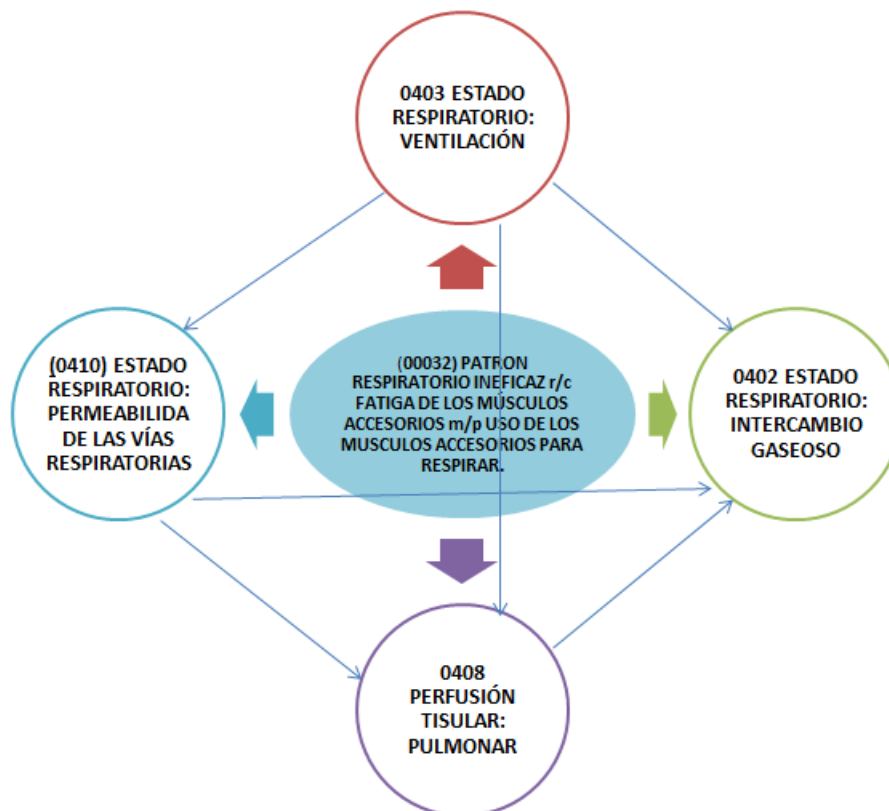 0403 ESTADO
RESPIRATORIO:
VENTILACIÓN
(0410) ESTADO
RESPIRATORIO:
PERMEABILIDA
DE LAS VÍAS
RESPIRATORIAS
(00032) PATRON
RESPIRATORIO INEFICAZ r/c
FATIGA DE LOS MUSCULOS
ACCESORIOS m/p USO DE LOS
MUSCULOS ACCESORIOS PARA
RESPIRAR.
0402 ESTADO
RESPIRATORIO:
INTERCAMBIO
GASEOSO
0408
PERFUSIÓN
TISULAR:
PULMONAR